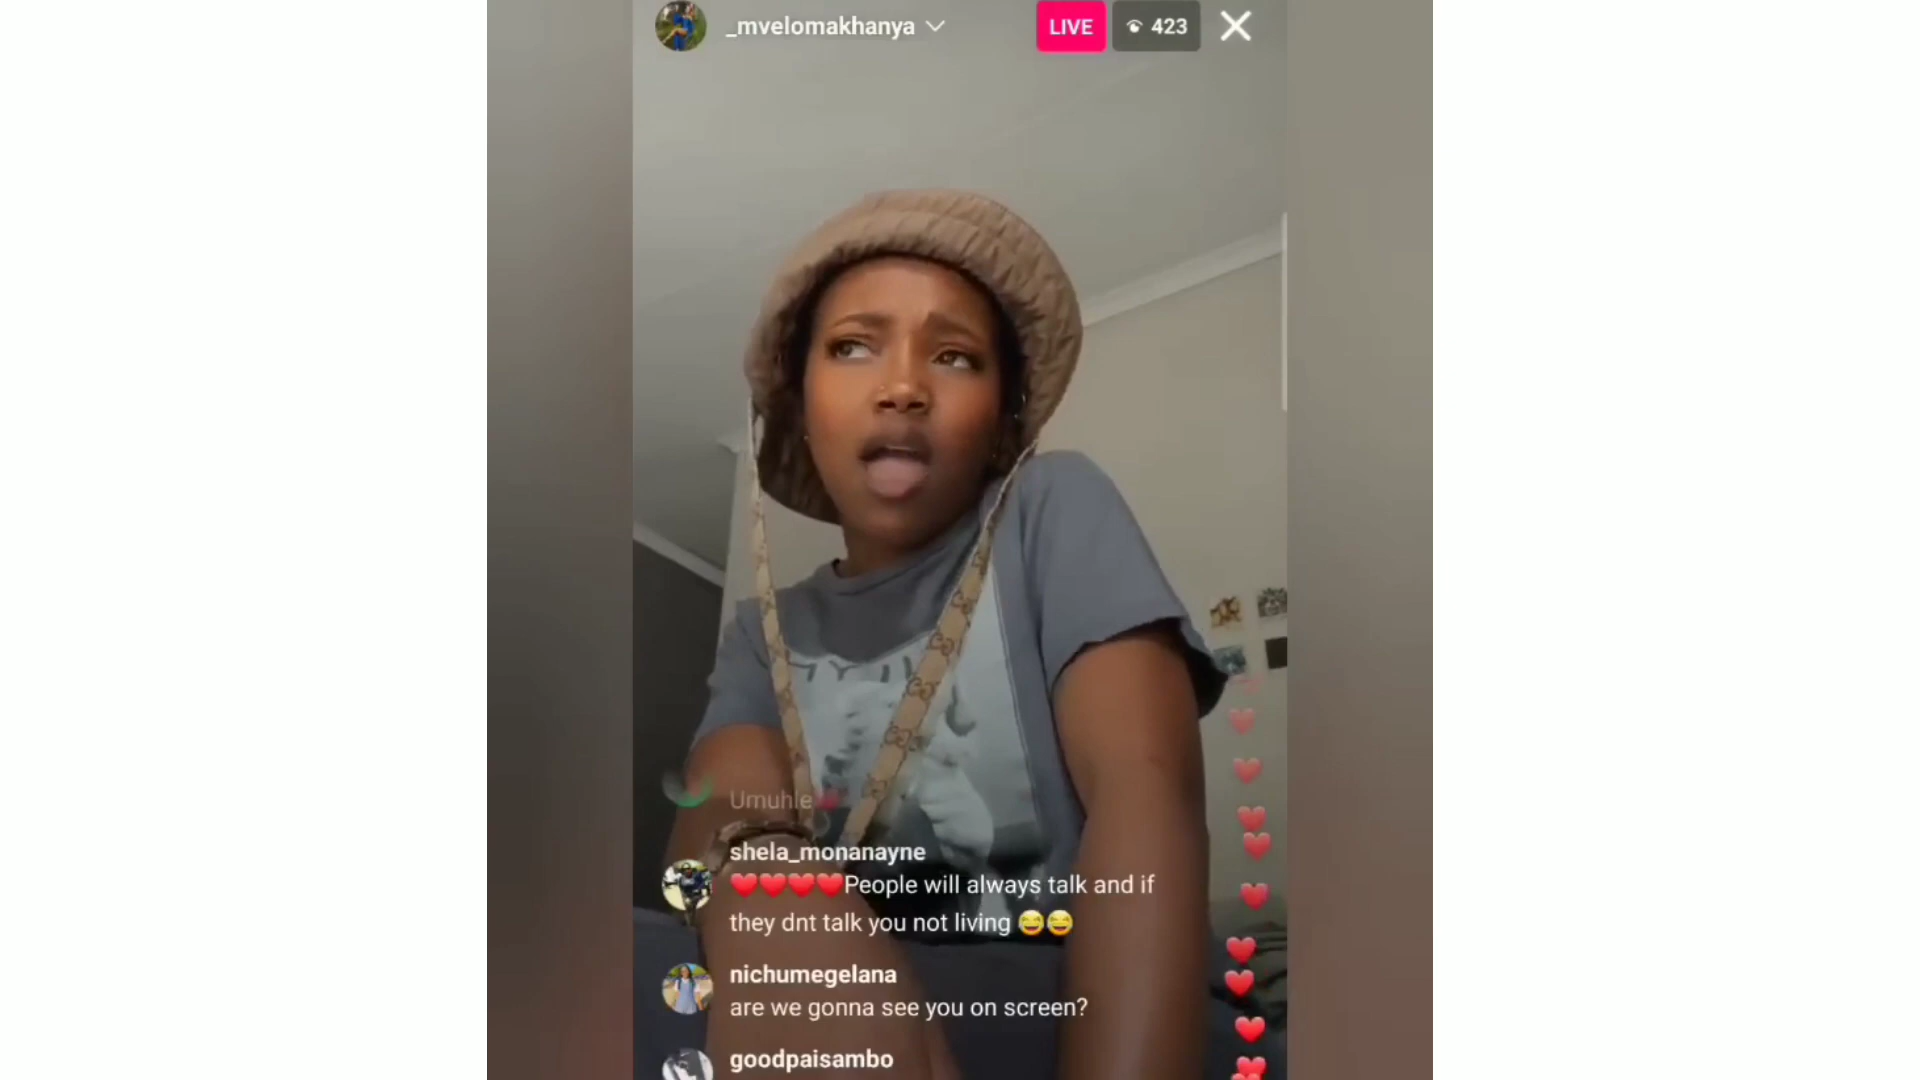 _mvelomakhanya
LIVE
423
Umuhle
shela_monanayne
❤️❤️❤️❤️People will always talk and if
they dnt talk you not living 😂😂
nichumegelana
are we gonna see you on screen?
goodpaisambo